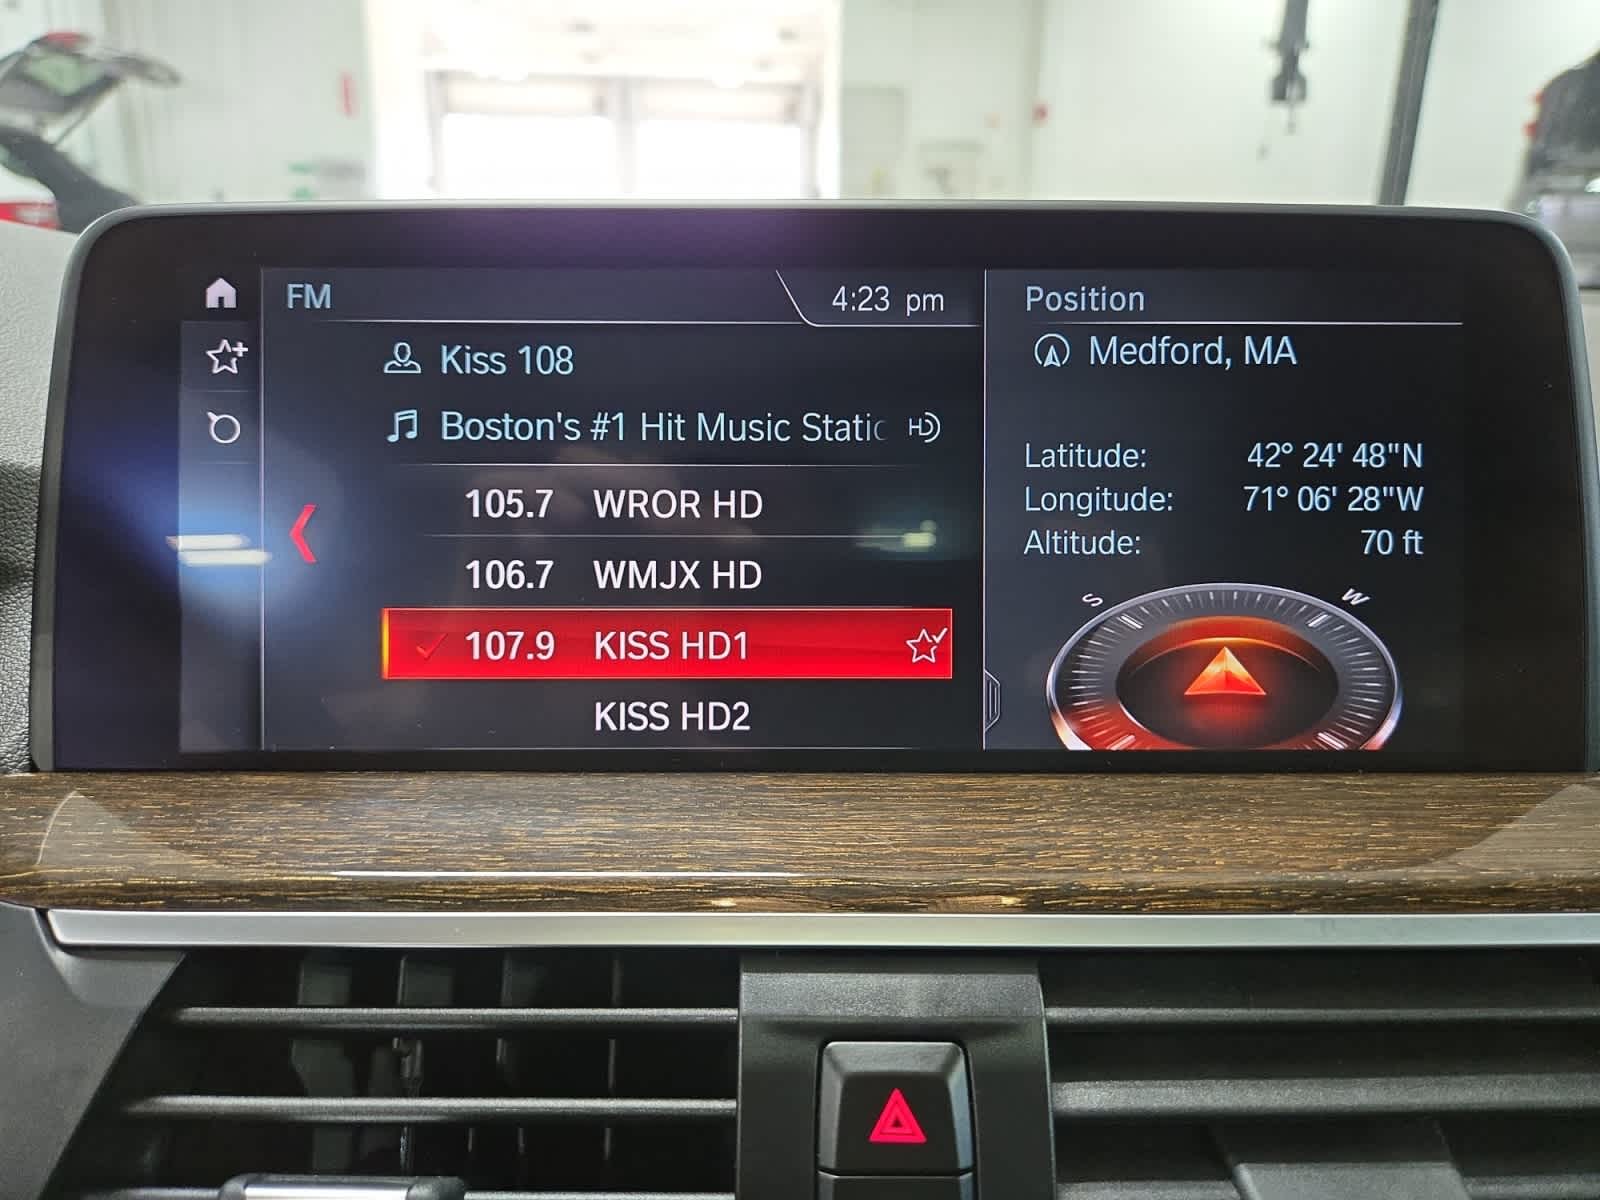 FM
4:23 pm
Kiss 108
Boston's #1 Hit Music Static
HD
105.7 WROR HD
106.7 WMJX HD
107.9 KISS HD1
KISS HD2
Position
Medford, MA
Latitude: 42° 24' 48"N
Longitude: 71° 06' 28"W
Altitude: 70 ft
S W